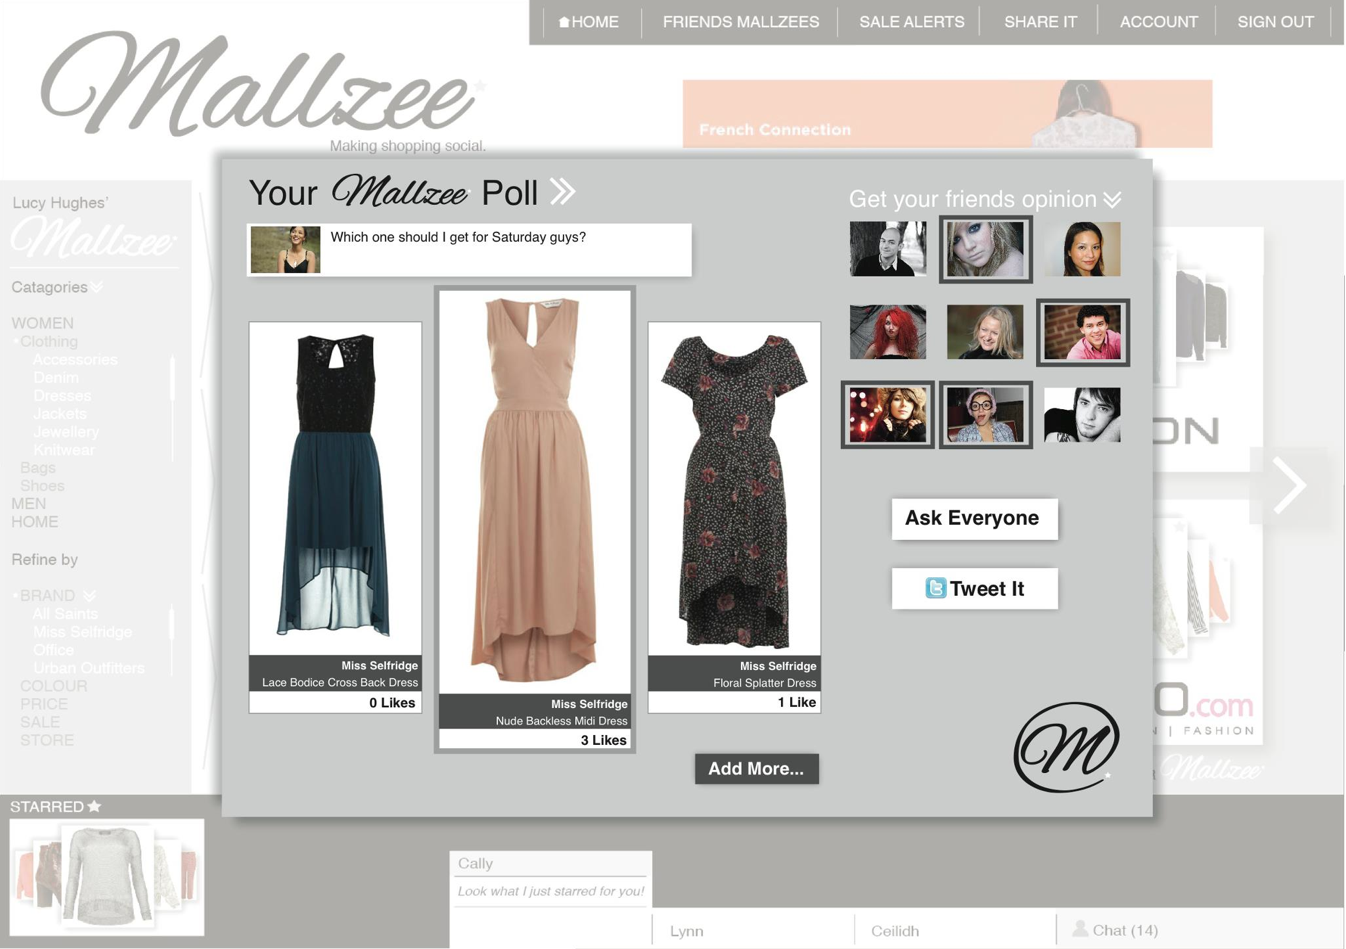 HOME
FRIENDS MALLZEES
SALE ALERTS
SHARE IT
ACCOUNT
SIGN OUT
Mallzee
Making shopping social.
French Connection
Lucy Hughes'
Mallzee
Catagories
WOMEN
Clothing
Accessories
Denim
Dresses
Jackets
Jewellery
Knitwear
Bags
Shoes
MEN
HOME
Refine by
BRAND
All Saints
Miss Selfridge
Office
Urban Outfitters
COLOUR
PRICE
SALE
STORE
Your Mallzee Poll
Which one should I get for Saturday guys?
Miss Selfridge
Lace Bodice Cross Back Dress
0 Likes
Miss Selfridge
Nude Backless Midi Dress
3 Likes
Miss Selfridge
Floral Splatter Dress
1 Like
Add More...
Get your friends opinion
Ask Everyone
Tweet It
M
ON
O.com
N | FASHION
Mallzee
STARRED
Cally
Look what I just starred for you!
Lynn
Ceilidh
Chat (14)